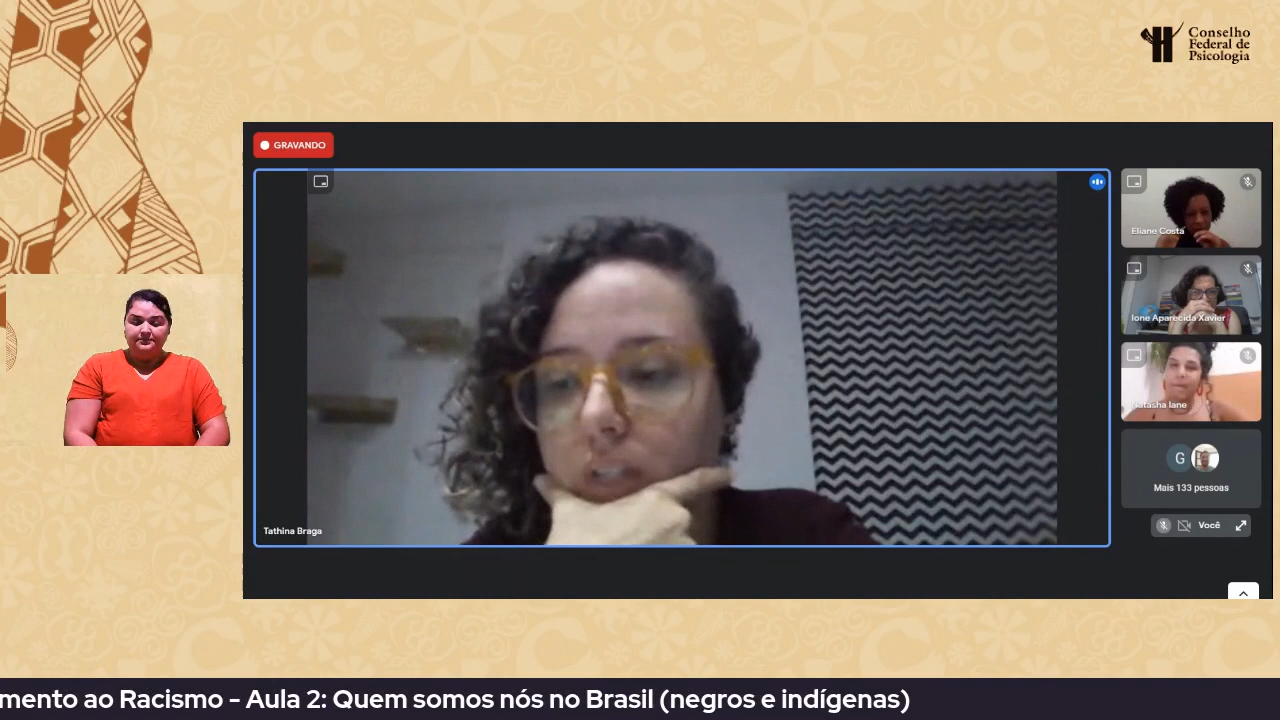 Conselho
Federal de
Psicologia
GRAVANDO
Eliane Costa
Ione Aparecida Xavier
Natasha Iane
G
Mais 133 pessoas
Você
Tathina Braga
mento ao Racismo - Aula 2: Quem somos nós no Brasil (negros e indígenas)